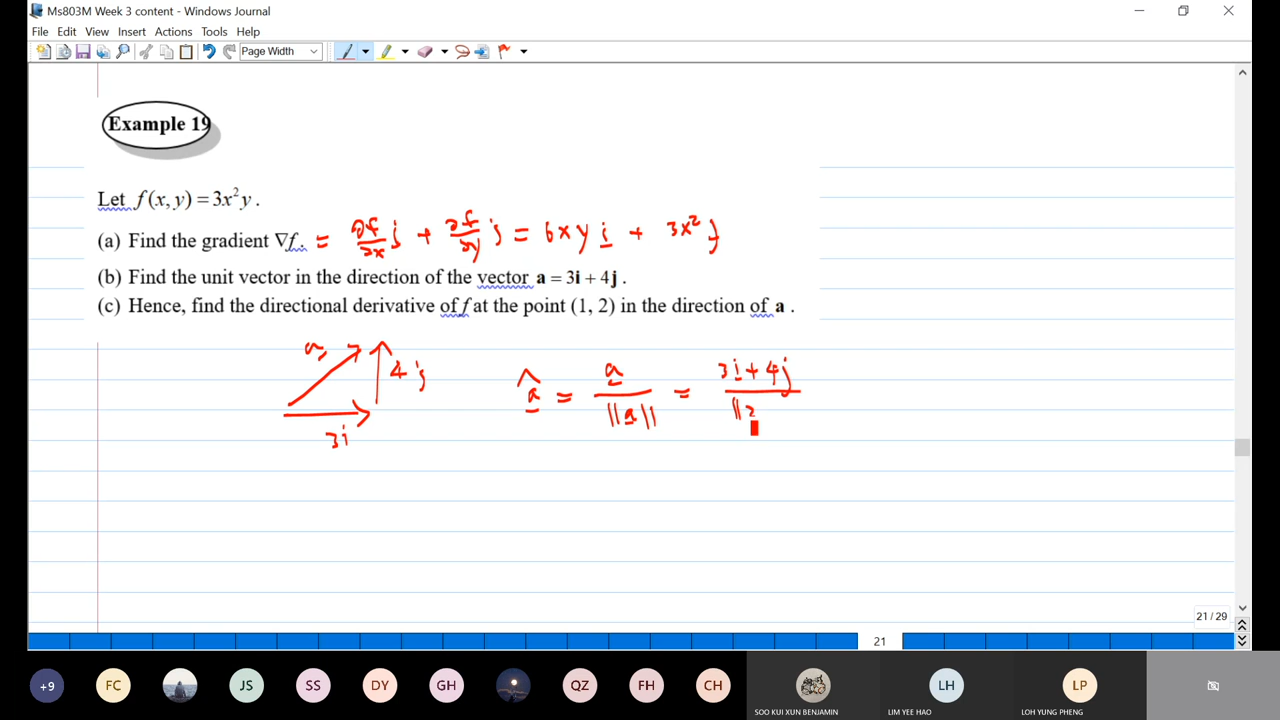 Ms803M Week 3 content - Windows Journal
File Edit View Insert Actions Tools Help
Page Width
Example 19
Let f(x, y) = 3x²y .
(a) Find the gradient ∇f . = ∂f/∂x i + ∂f/∂y j = 6xy i + 3x² j
(b) Find the unit vector in the direction of the vector a = 3i + 4j .
(c) Hence, find the directional derivative of f at the point (1, 2) in the direction of a .
a 4j
3i
â = a / ||a|| = 3i + 4j / ||
21 / 29
21
+9 FC JS SS DY GH QZ FH CH LH LP
SOO KUI XUN BENJAMIN LIM YEE HAO LOH YUNG PHENG